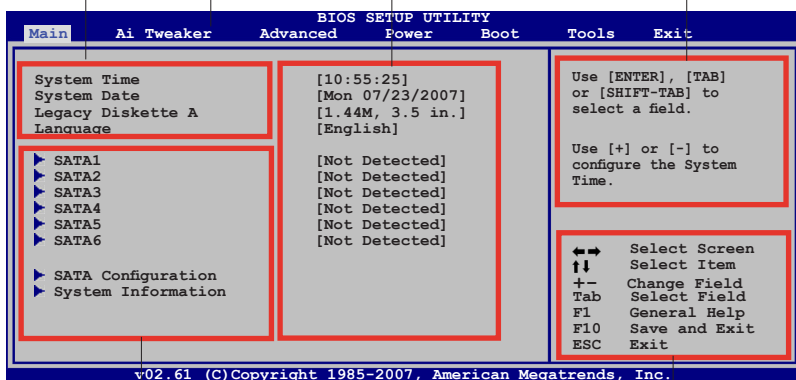 BIOS SETUP UTILITY
Main Ai Tweaker Advanced Power Boot Tools Exit
System Time [10:55:25]
System Date [Mon 07/23/2007]
Legacy Diskette A [1.44M, 3.5 in.]
Language [English]
SATA1 [Not Detected]
SATA2 [Not Detected]
SATA3 [Not Detected]
SATA4 [Not Detected]
SATA5 [Not Detected]
SATA6 [Not Detected]
SATA Configuration
System Information
Use [ENTER], [TAB]
or [SHIFT-TAB] to
select a field.
Use [+] or [-] to
configure the System
Time.
←→ Select Screen
↑↓ Select Item
+- Change Field
Tab Select Field
F1 General Help
F10 Save and Exit
ESC Exit
v02.61 (C)Copyright 1985-2007, American Megatrends, Inc.